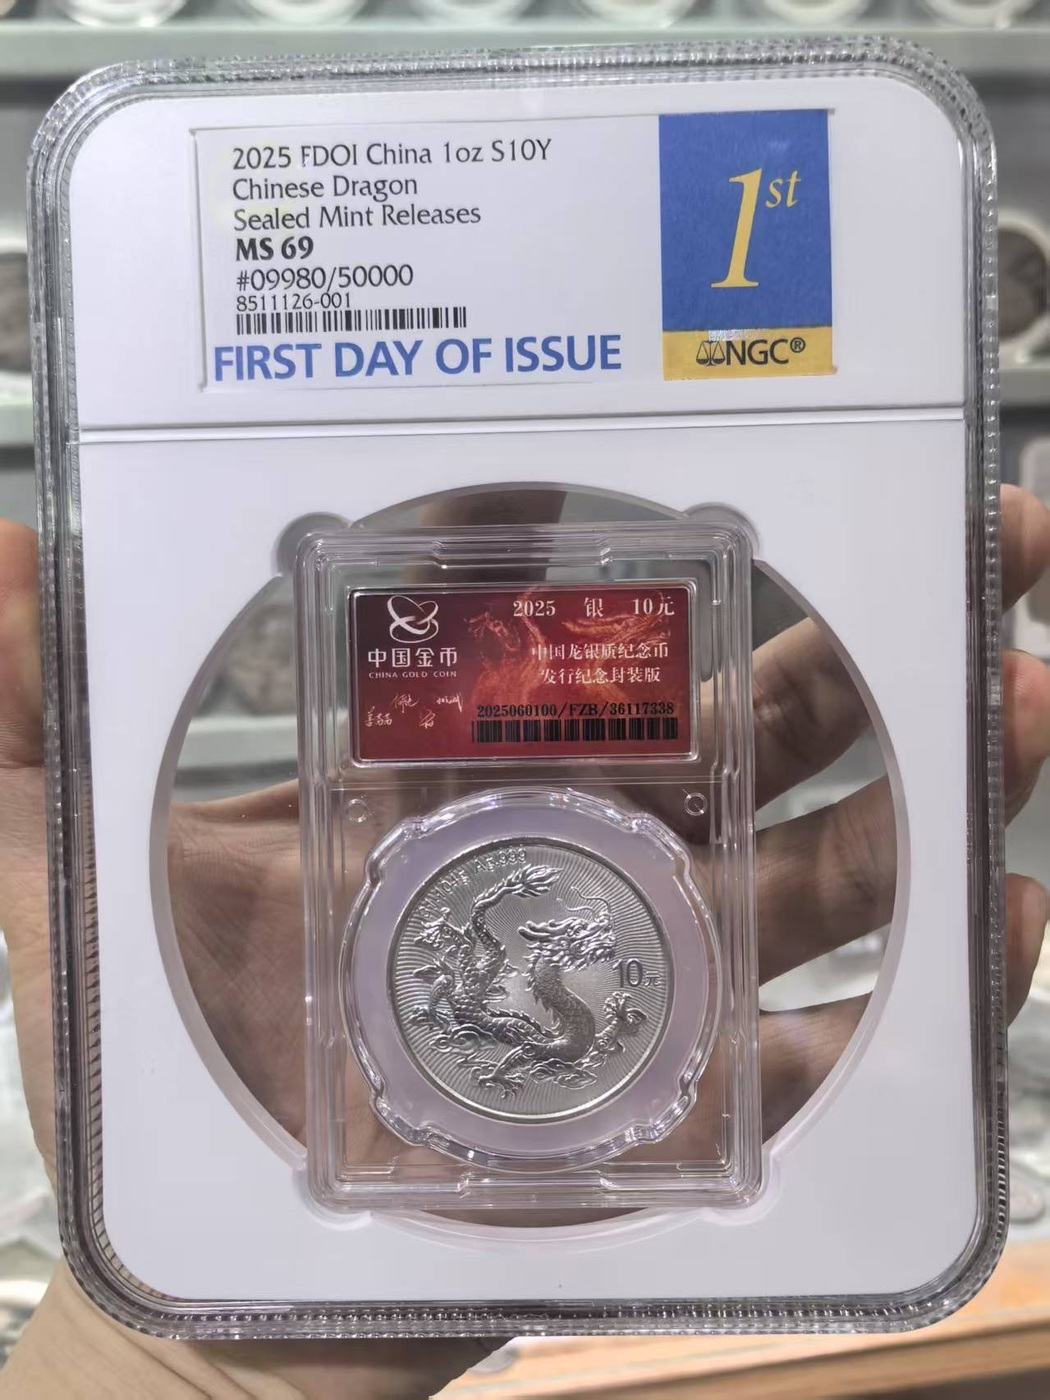 2025 FDOI China 1oz S10Y
Chinese Dragon
Sealed Mint Releases
MS 69
#09980/50000
8511126-001
FIRST DAY OF ISSUE
1st
NGC®
2025 银 10元
中国金币
CHINA GOLD COIN
中国龙银质纪念币
发行纪念封装版
2025060100/FZB/36117338
Ag.999
10元